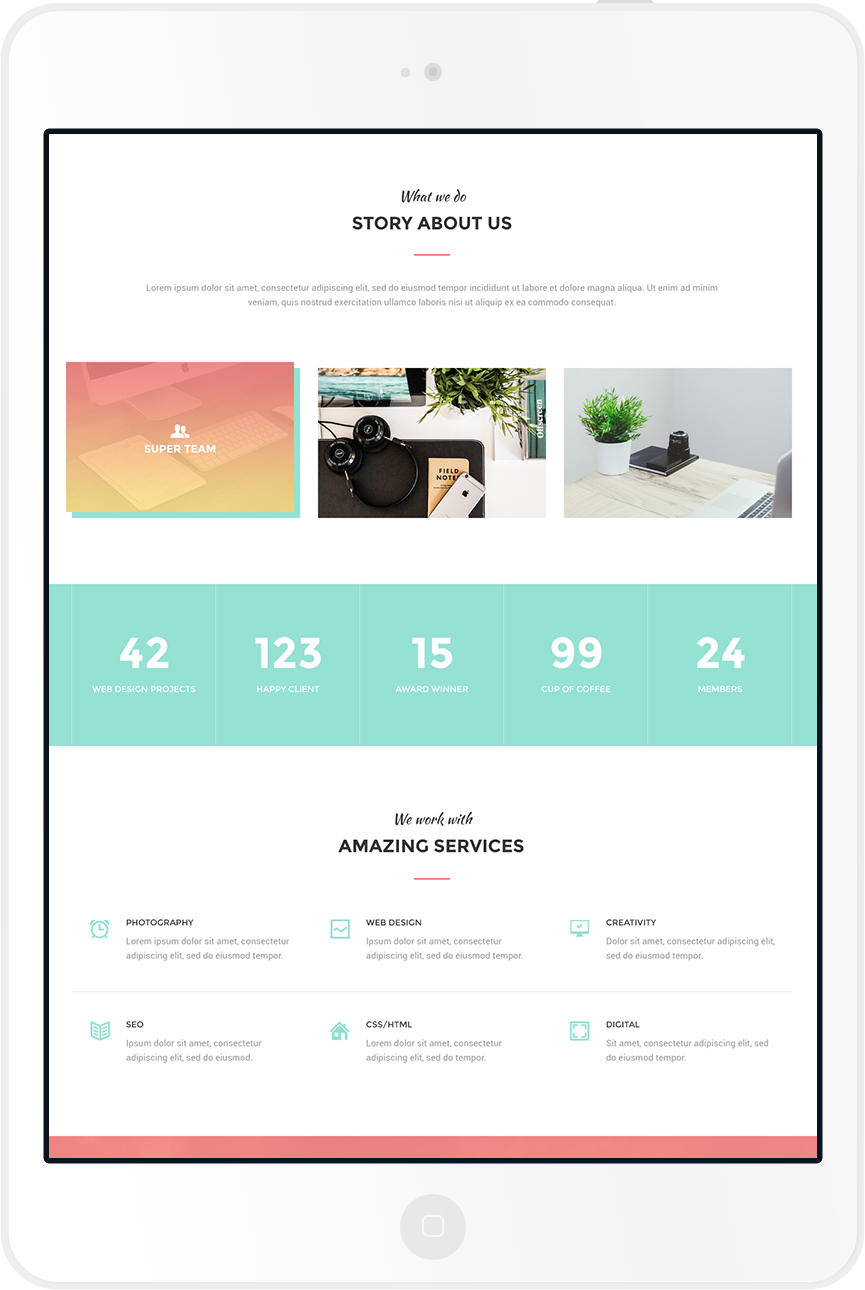 What we do
STORY ABOUT US
Lorem ipsum dolor sit amet, consectetur adipiscing elit, sed do eiusmod tempor incididunt ut labore et dolore magna aliqua. Ut enim ad minim
veniam, quis nostrud exercitation ullamco laboris nisi ut aliquip ex ea commodo consequat.
SUPER TEAM
Offscreen
FIELD
NOTES
42
WEB DESIGN PROJECTS
123
HAPPY CLIENT
15
AWARD WINNER
99
CUP OF COFFEE
24
MEMBERS
We work with
AMAZING SERVICES
PHOTOGRAPHY
Lorem ipsum dolor sit amet, consectetur
adipiscing elit, sed do eiusmod tempor.
WEB DESIGN
Ipsum dolor sit amet, consectetur
adipiscing elit, sed do eiusmod tempor.
CREATIVITY
Dolor sit amet, consectetur adipiscing elit,
sed do eiusmod tempor.
SEO
Ipsum dolor sit amet, consectetur
adipiscing elit, sed do eiusmod.
CSS/HTML
Lorem dolor sit amet, consectetur
adipiscing elit, sed do tempor.
DIGITAL
Sit amet, consectetur adipiscing elit, sed
do eiusmod tempor.